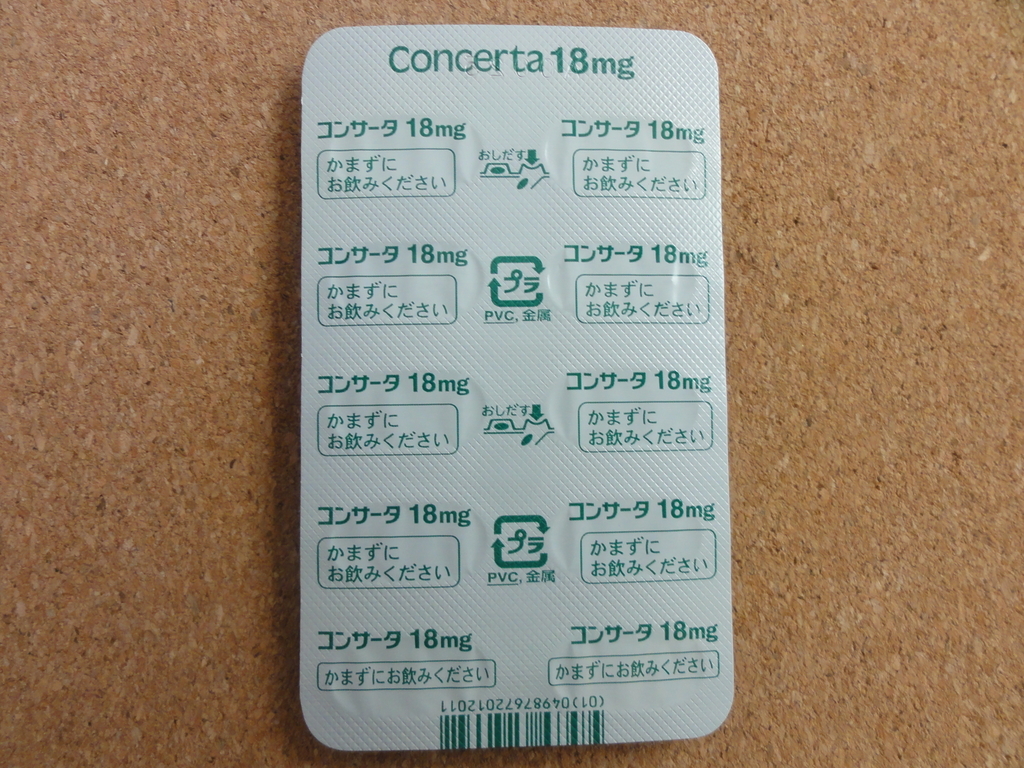 Concerta 18mg
コンサータ 18mg
コンサータ 18mg
かまずに
お飲みください
おしだす
かまずに
お飲みください
コンサータ 18mg
コンサータ 18mg
かまずに
お飲みください
プラ
PVC, 金属
かまずに
お飲みください
コンサータ 18mg
コンサータ 18mg
かまずに
お飲みください
おしだす
かまずに
お飲みください
コンサータ 18mg
コンサータ 18mg
かまずに
お飲みください
プラ
PVC, 金属
かまずに
お飲みください
コンサータ 18mg
コンサータ 18mg
かまずにお飲みください
かまずにお飲みください
(01)04987672012011